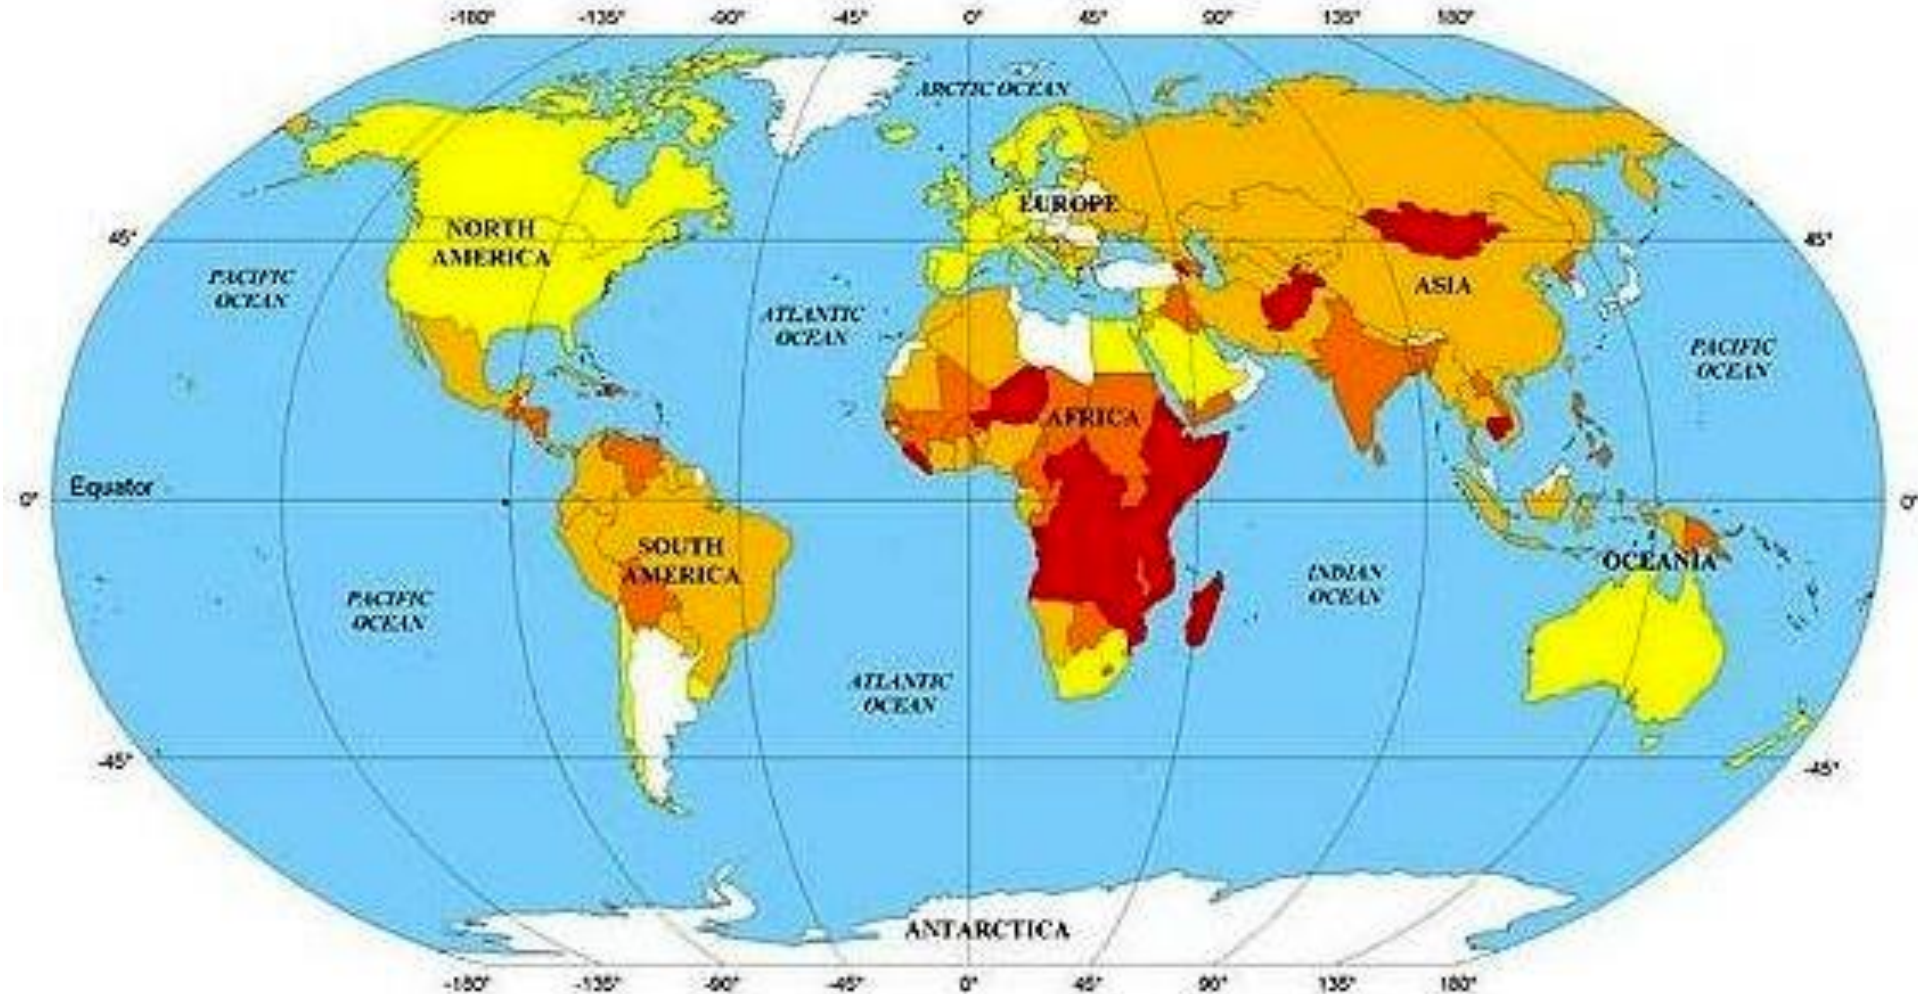 -180° -135° -90° -45° 0° 45° 90° 135° 180°
ARCTIC OCEAN
EUROPE
NORTH
AMERICA
45° 45°
PACIFIC
OCEAN
ASIA
ATLANTIC
OCEAN
PACIFIC
OCEAN
AFRICA
Equator
0° 0°
SOUTH
AMERICA
OCEANIA
INDIAN
OCEAN
PACIFIC
OCEAN
ATLANTIC
OCEAN
-45° -45°
ANTARCTICA
-180° -135° -90° -45° 0° 45° 90° 135° 180°